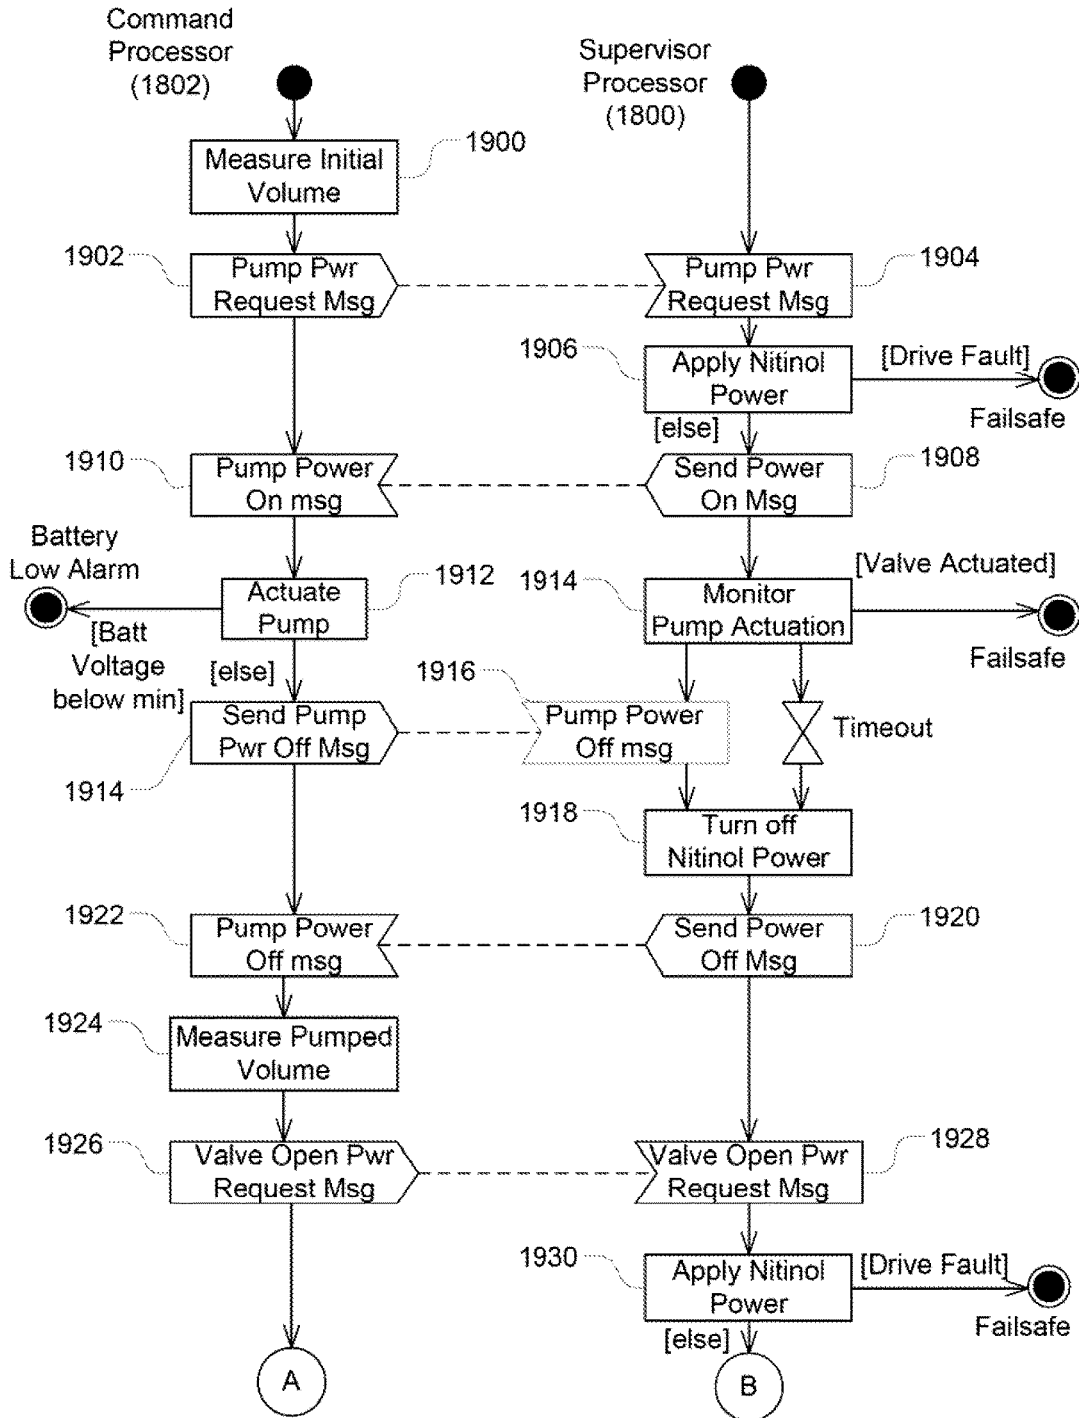 Command
Processor
(1802)
Supervisor
Processor
(1800)
Measure Initial
Volume
1900
1902
Pump Pwr
Request Msg
Pump Pwr
Request Msg
1904
1906
Apply Nitinol
Power
[Drive Fault]
Failsafe
[else]
1910
Pump Power
On msg
Send Power
On Msg
1908
Battery
Low Alarm
Actuate
Pump
1912
1914
Monitor
Pump Actuation
[Valve Actuated]
Failsafe
[Batt
Voltage
below min]
[else]
1916
Send Pump
Pwr Off Msg
1914
Pump Power
Off msg
Timeout
1918
Turn off
Nitinol Power
1922
Pump Power
Off msg
Send Power
Off Msg
1920
1924
Measure Pumped
Volume
1926
Valve Open Pwr
Request Msg
Valve Open Pwr
Request Msg
1928
1930
Apply Nitinol
Power
[Drive Fault]
Failsafe
[else]
A
B